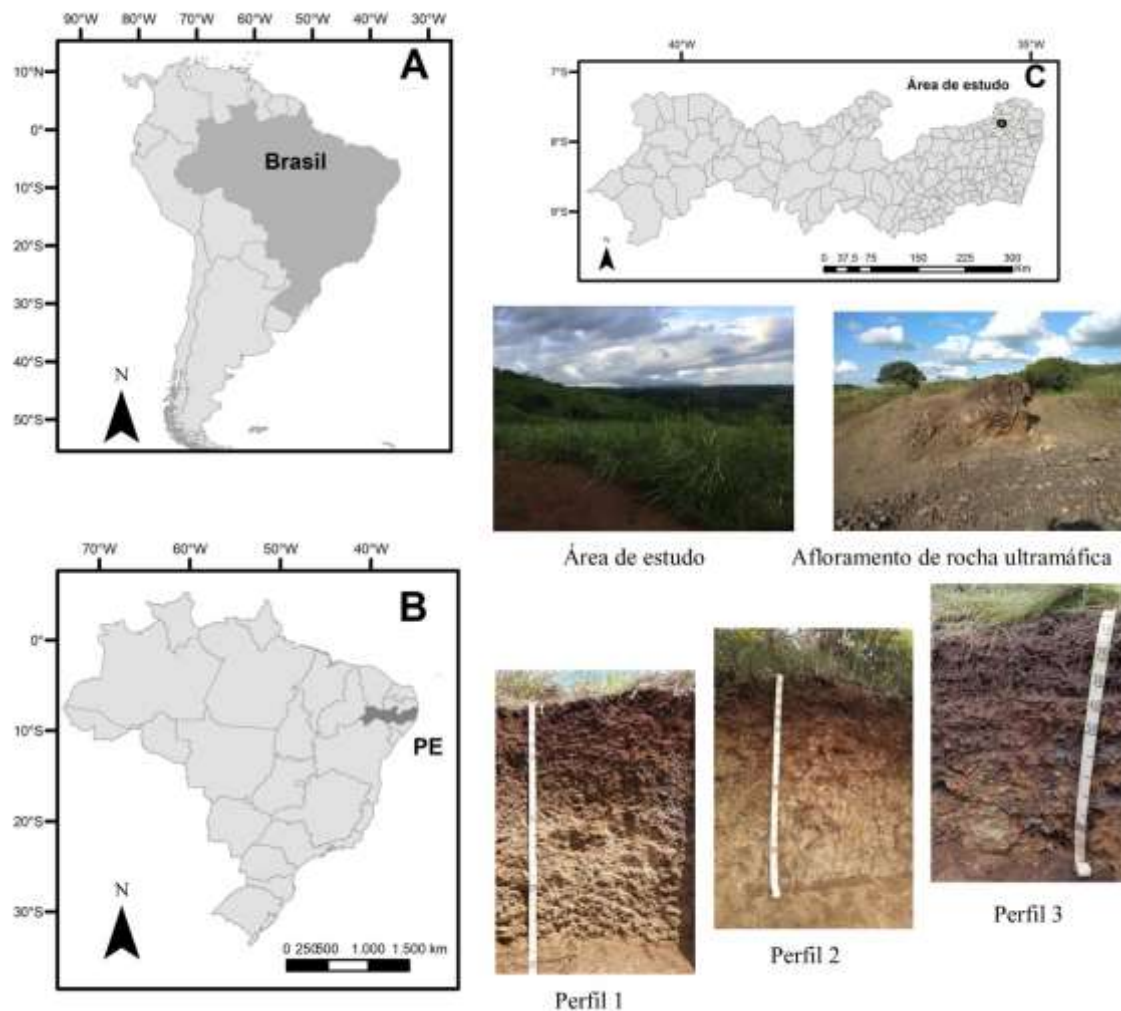 90°W 80°W 70°W 60°W 50°W 40°W 30°W
A
10°N
0°
10°S
20°S
30°S
40°S
50°S
Brasil
N
40°W 35°W
C
7°S
8°S
9°S
Área de estudo
N
0 37,5 75 150 225 300
Km
Área de estudo
Afloramento de rocha ultramáfica
70°W 60°W 50°W 40°W
B
0°
10°S
20°S
30°S
PE
N
0 250500 1.000 1.500 km
Perfil 1
Perfil 2
Perfil 3